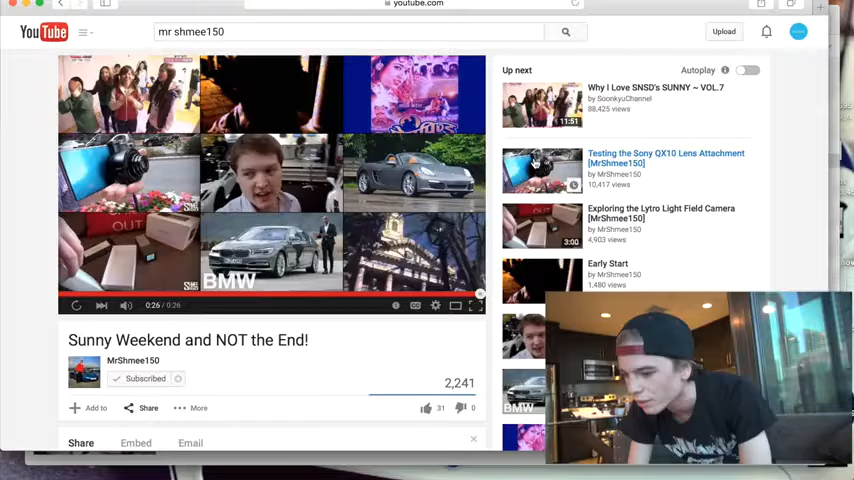 youtube.com
YouTube
mr shmee150
Upload
Up next
Autoplay
Why I Love SNSD's SUNNY ~ VOL.7
by SoonkyuChannel
88,425 views
11:51
Testing the Sony QX10 Lens Attachment
[MrShmee150]
by MrShmee150
10,417 views
Exploring the Lytro Light Field Camera
[MrShmee150]
by MrShmee150
4,903 views
3:00
Early Start
by MrShmee150
1,480 views
OUT
BMW
BMW
0:26 / 0:26
Sunny Weekend and NOT the End!
MrShmee150
Subscribed
2,241
Add to
Share
More
31
0
Share
Embed
Email